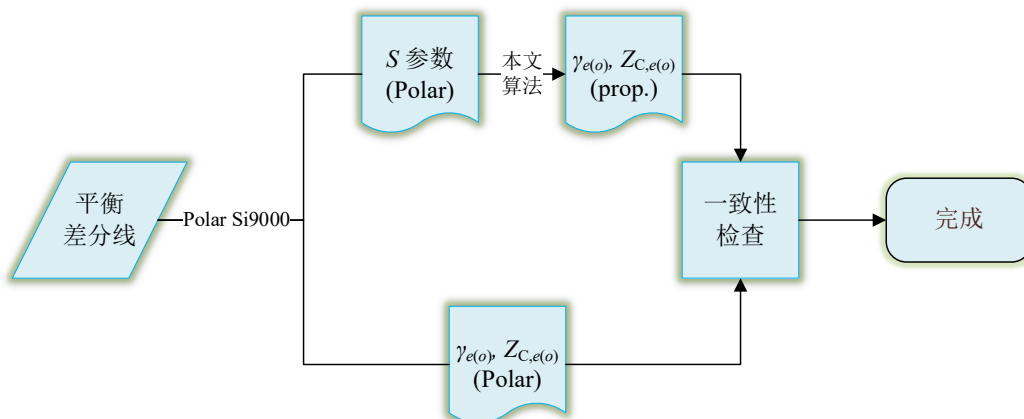 S 参数
(Polar)
本文
算法
γe(o), ZC,e(o)
(prop.)
平衡
差分线
Polar Si9000
一致性
检查
完成
γe(o), ZC,e(o)
(Polar)